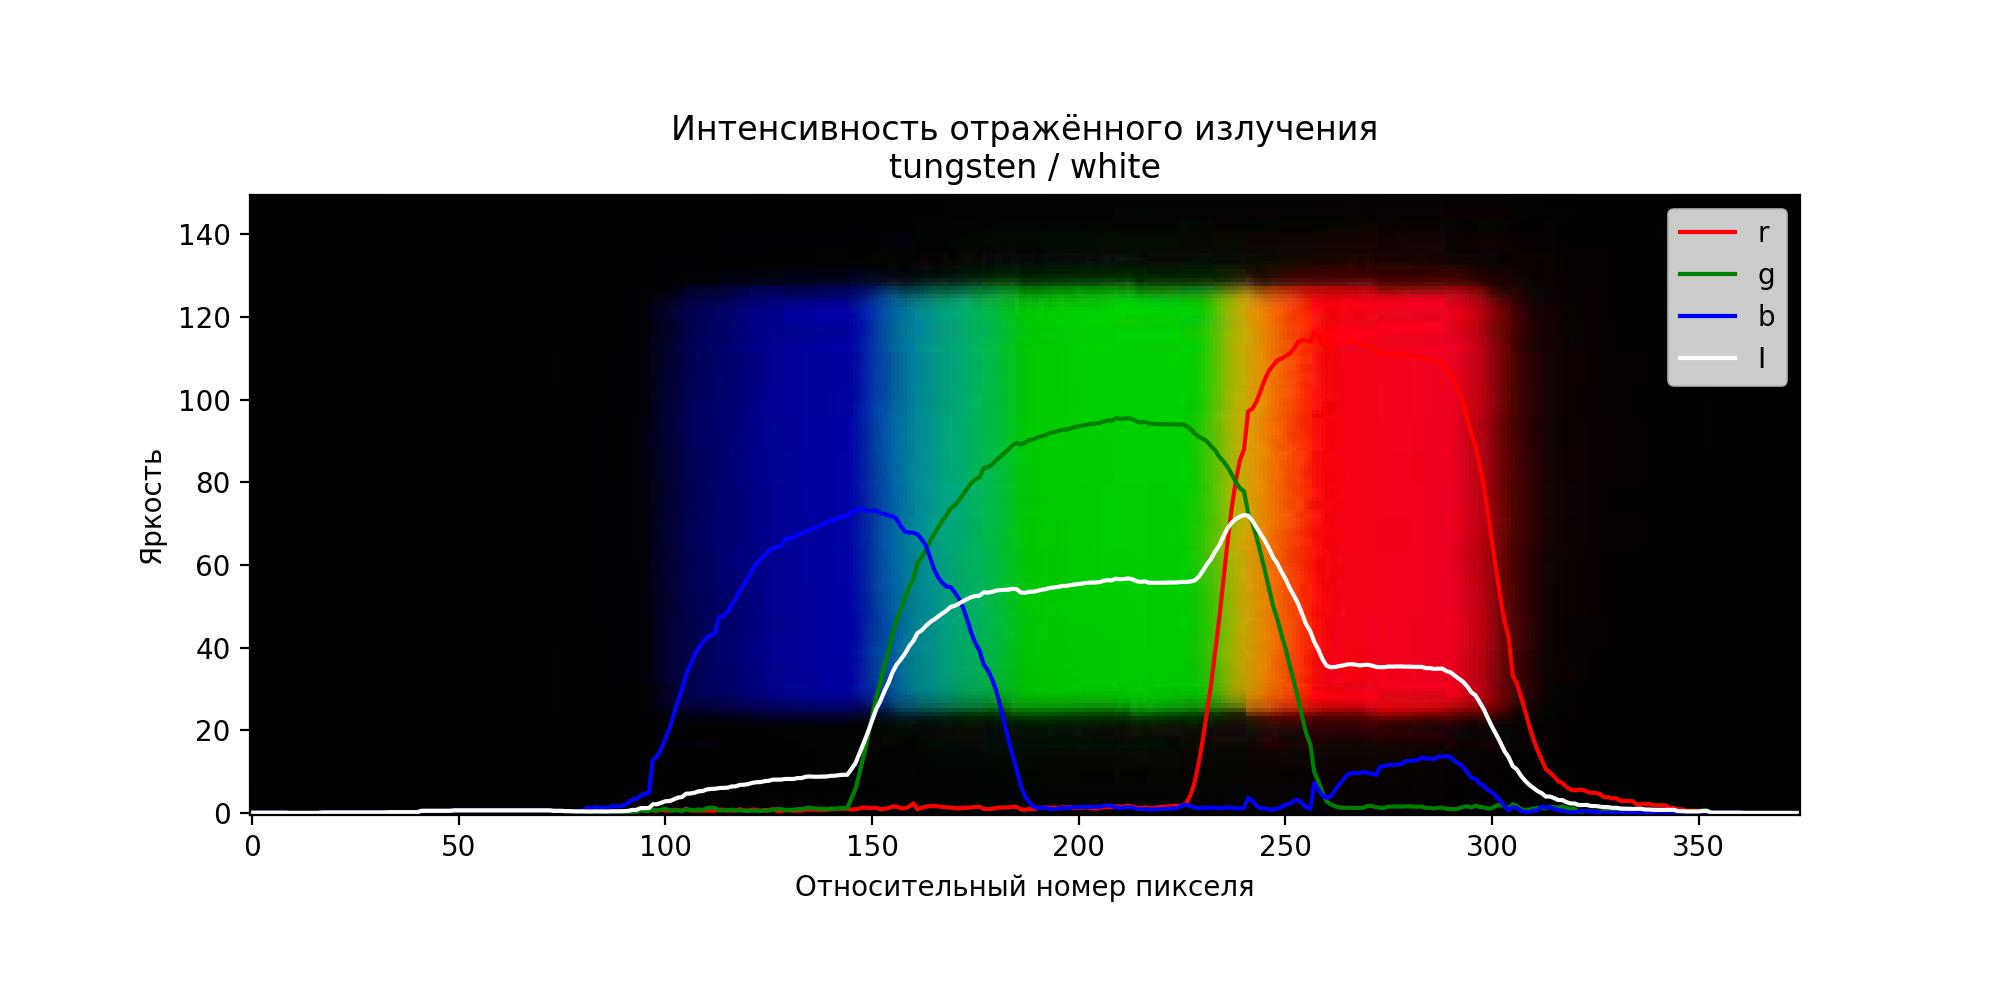 Интенсивность отражённого излучения
tungsten / white
140
120
100
80
60
40
20
0
Яркость
0 50 100 150 200 250 300 350
Относительный номер пикселя
r
g
b
l